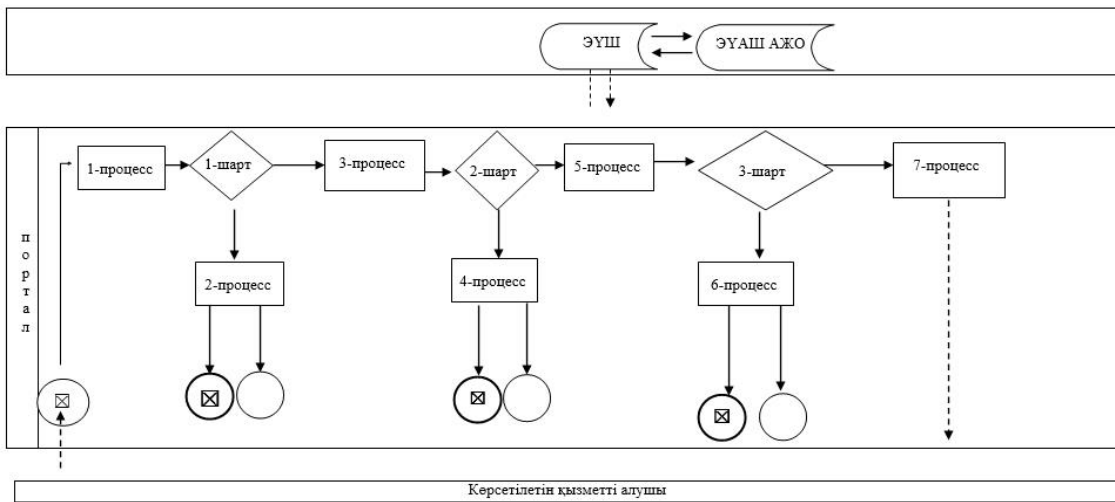 ЭҮШ
ЭҮАШ АЖО
1-процесс
1-шарт
3-процесс
2-шарт
5-процесс
3-шарт
7-процесс
портал
2-процесс
4-процесс
6-процесс
Көрсетілетін қызметті алушы